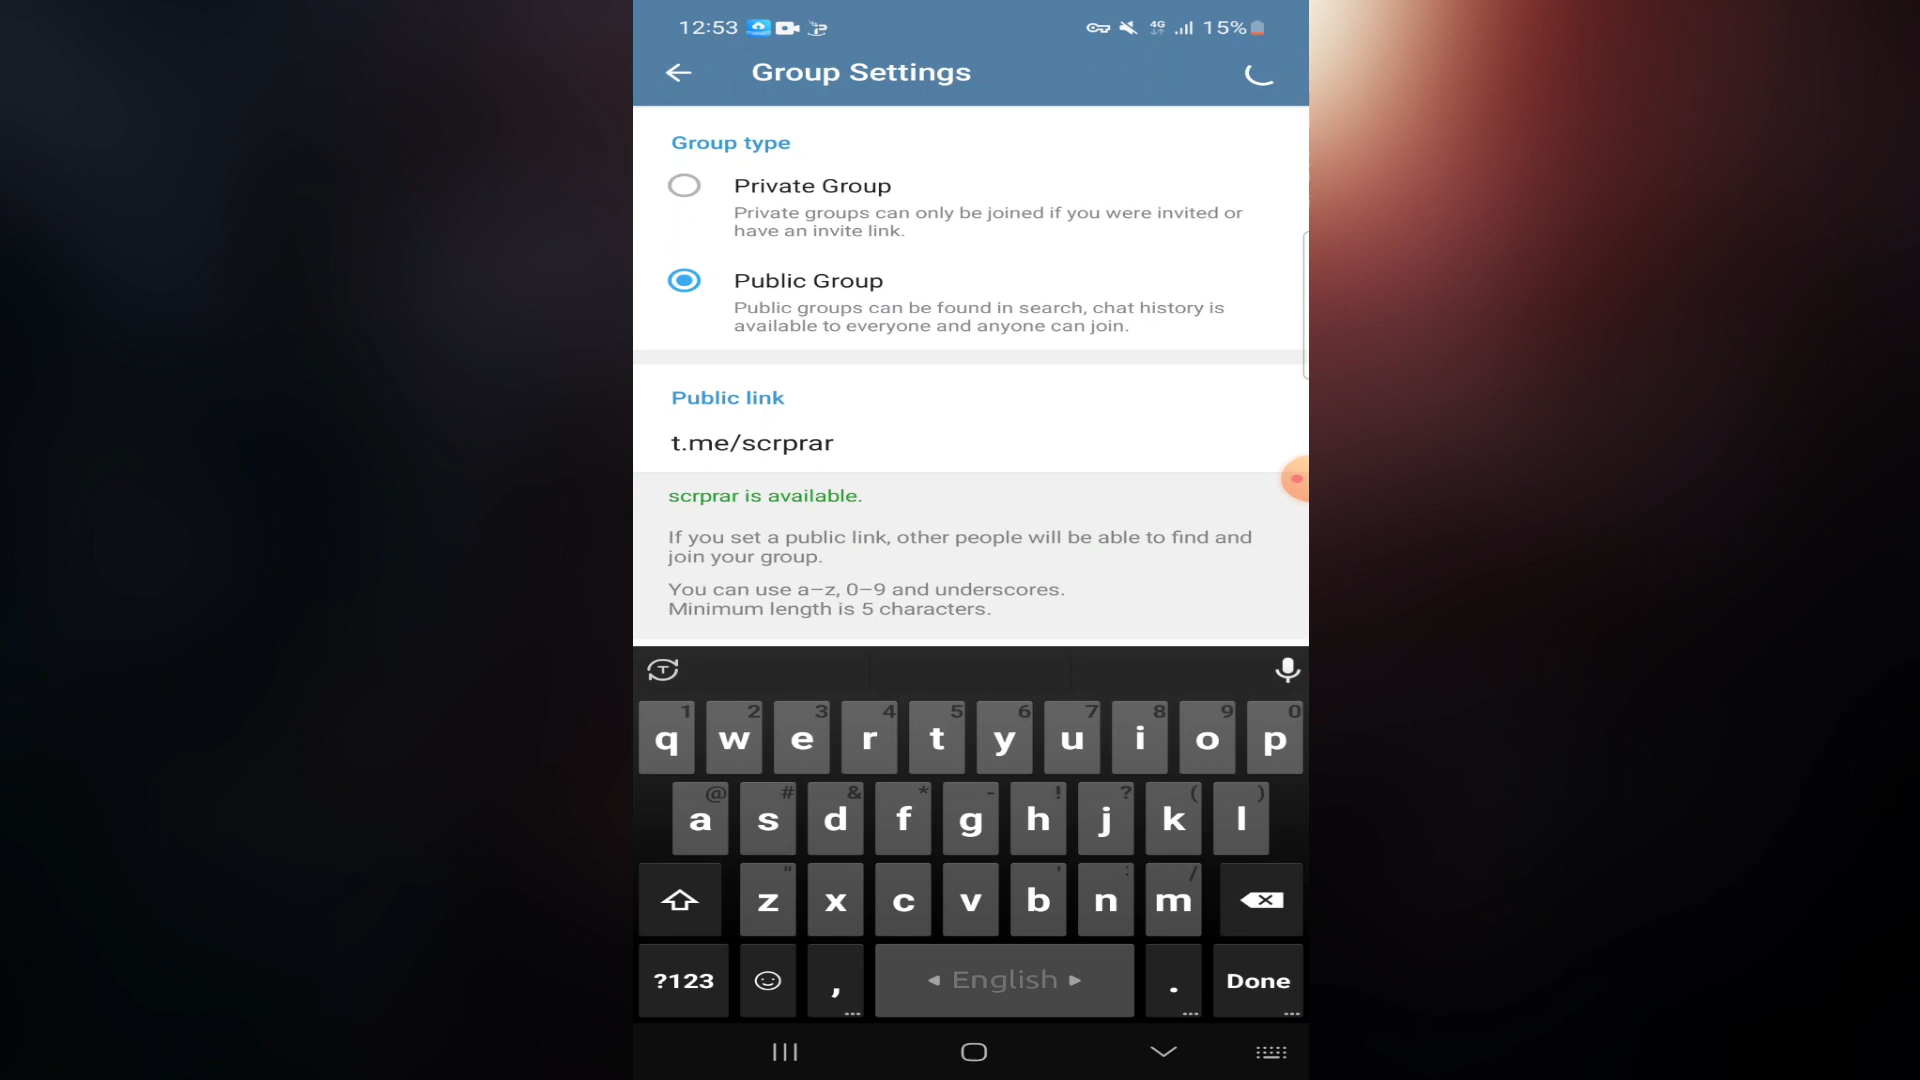 12:53 4G 15%
Group Settings
Group type
Private Group
Private groups can only be joined if you were invited or
have an invite link.
Public Group
Public groups can be found in search, chat history is
available to everyone and anyone can join.
Public link
t.me/scrprar
scrprar is available.
If you set a public link, other people will be able to find and
join your group.
You can use a–z, 0–9 and underscores.
Minimum length is 5 characters.
T
1 2 3 4 5 6 7 8 9 0
q w e r t y u i o p
@ # & * - ! ? ( )
a s d f g h j k l
" ' : /
z x c v b n m
?123 , English . Done